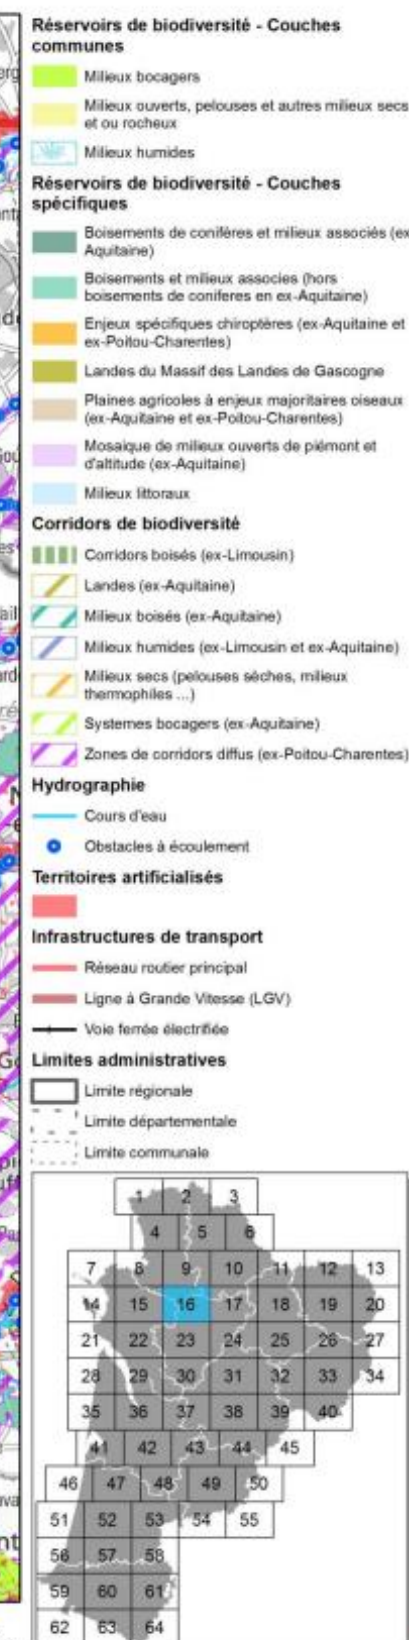 Réservoirs de biodiversité - Couches
communes
Milieux bocagers
Milieux ouverts, pelouses et autres milieux secs
et ou rocheux
Milieux humides
Réservoirs de biodiversité - Couches
spécifiques
Boisements de conifères et milieux associés (ex
Aquitaine)
Boisements et milieux associes (hors
boisements de coniferes en ex-Aquitaine)
Enjeux spécifiques chiroptères (ex-Aquitaine et
ex-Poitou-Charentes)
Landes du Massif des Landes de Gascogne
Plaines agricoles à enjeux majoritaires oiseaux
(ex-Aquitaine et ex-Poitou-Charentes)
Mosaique de milieux ouverts de piémont et
d'altitude (ex-Aquitaine)
Milieux littoraux
Corridors de biodiversité
Corridors boisés (ex-Limousin)
Landes (ex-Aquitaine)
Milieux boisés (ex-Aquitaine)
Milieux humides (ex-Limousin et ex-Aquitaine)
Milieux secs (pelouses sèches, milieux
thermophiles ...)
Systemes bocagers (ex-Aquitaine)
Zones de corridors diffus (ex-Poitou-Charentes)
Hydrographie
Cours d'eau
Obstacles à écoulement
Territoires artificialisés
Infrastructures de transport
Réseau routier principal
Ligne à Grande Vitesse (LGV)
Voie ferrée électrifiée
Limites administratives
Limite régionale
Limite départementale
Limite communale
1 2 3
4 5 6
7 8 9 10 11 12 13
14 15 16 17 18 19 20
21 22 23 24 25 26 27
28 29 30 31 32 33 34
35 36 37 38 39 40
41 42 43 44 45
46 47 48 49 50
51 52 53 54 55
56 57 58
59 60 61
62 63 64